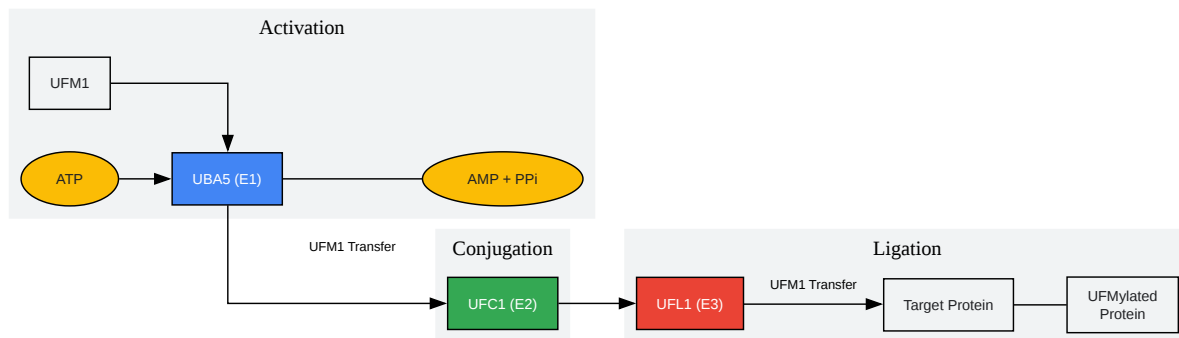 Activation
UFM1
ATP
UBA5 (E1)
AMP + PPi
UFM1 Transfer
Conjugation
UFC1 (E2)
Ligation
UFL1 (E3)
UFM1 Transfer
Target Protein
UFMylated
Protein